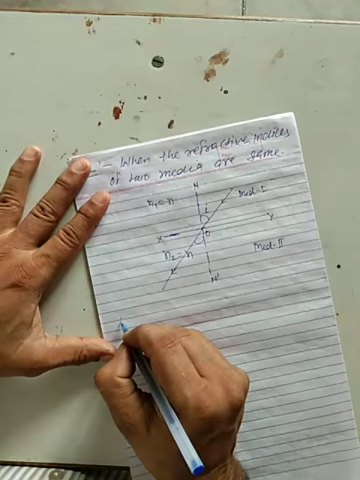 :- When the refractive indices
of two media are same.
N
n₁ = n
Med-I
i
Y
X
O
n₂ = n
Med-II
N'